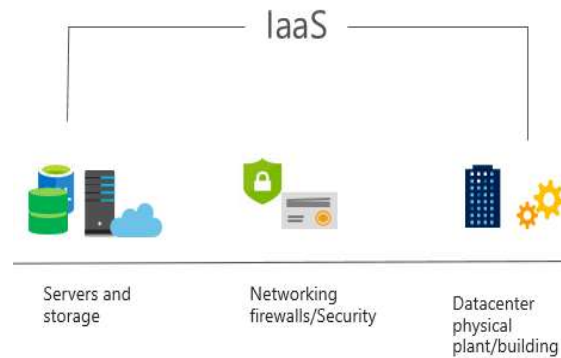 IaaS
Servers and
storage
Networking
firewalls/Security
Datacenter
physical
plant/building